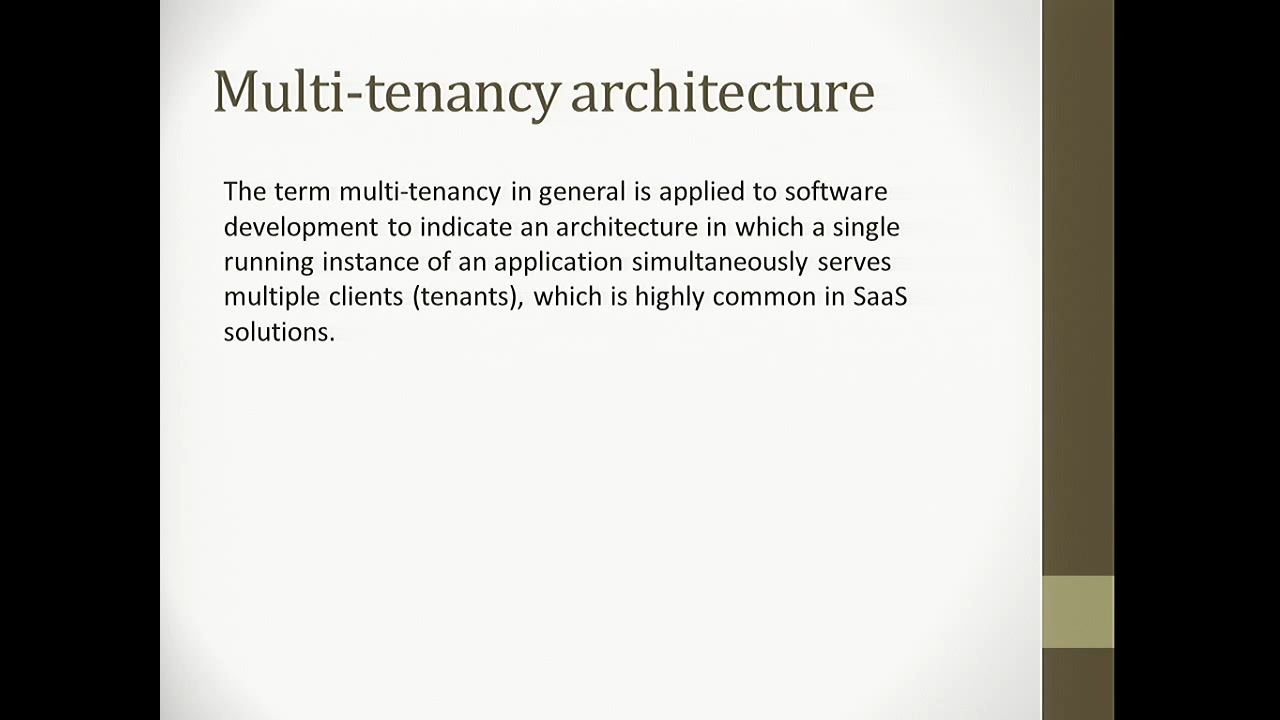 Multi-tenancy architecture
The term multi-tenancy in general is applied to software
development to indicate an architecture in which a single
running instance of an application simultaneously serves
multiple clients (tenants), which is highly common in SaaS
solutions.